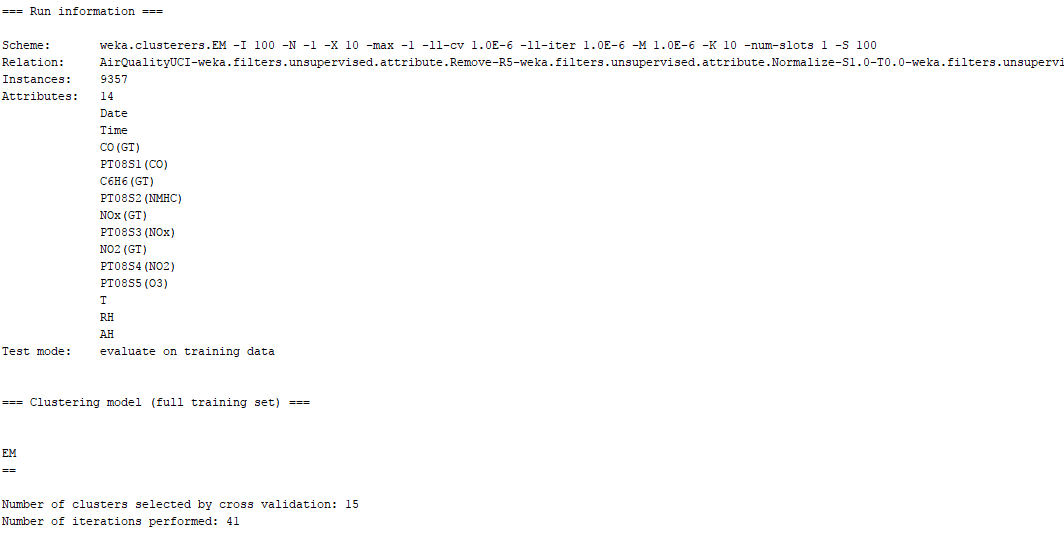 === Run information ===
Scheme: weka.clusterers.EM -I 100 -N -1 -X 10 -max -1 -ll-cv 1.0E-6 -ll-iter 1.0E-6 -M 1.0E-6 -K 10 -num-slots 1 -S 100
Relation: AirQualityUCI-weka.filters.unsupervised.attribute.Remove-R5-weka.filters.unsupervised.attribute.Normalize-S1.0-T0.0-weka.filters.unsupervi
Instances: 9357
Attributes: 14
Date
Time
CO(GT)
PT08S1(CO)
C6H6(GT)
PT08S2(NMHC)
NOx(GT)
PT08S3(NOx)
NO2(GT)
PT08S4(NO2)
PT08S5(O3)
T
RH
AH
Test mode: evaluate on training data
=== Clustering model (full training set) ===
EM
==
Number of clusters selected by cross validation: 15
Number of iterations performed: 41